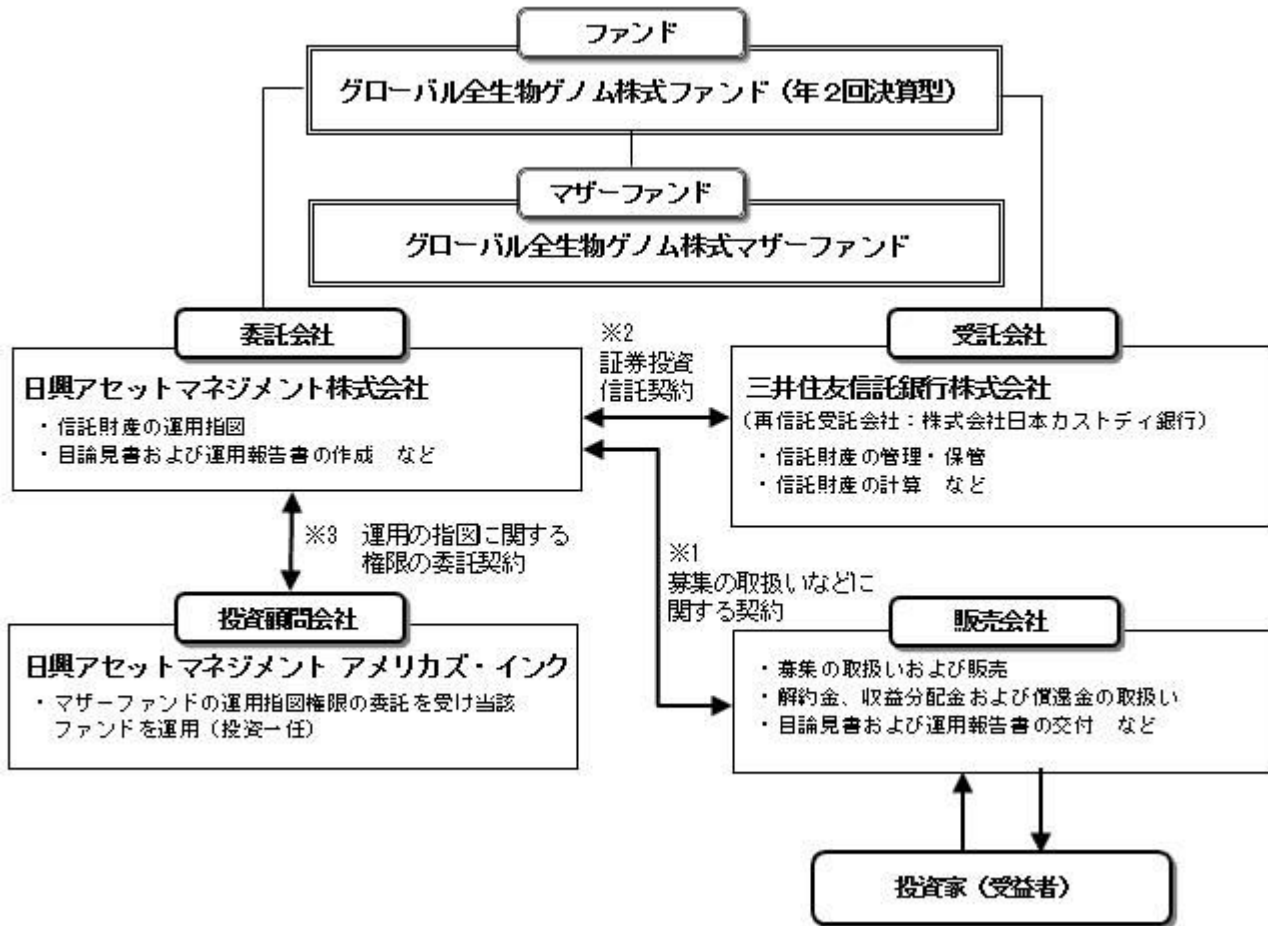 ファンド
グローバル全生物ゲノム株式ファンド（年２回決算型）
マザーファンド
グローバル全生物ゲノム株式マザーファンド
委託会社
日興アセットマネジメント株式会社
・信託財産の運用指図
・目論見書および運用報告書の作成　など
※2
証券投資
信託契約
受託会社
三井住友信託銀行株式会社
（再信託受託会社：株式会社日本カストディ銀行）
・信託財産の管理・保管
・信託財産の計算　など
※3　運用の指図に関する
権限の委託契約
※1
募集の取扱いなどに
関する契約
投資顧問会社
日興アセットマネジメント アメリカズ・インク
・マザーファンドの運用指図権限の委託を受け当該
ファンドを運用（投資一任）
販売会社
・募集の取扱いおよび販売
・解約金、収益分配金および償還金の取扱い
・目論見書および運用報告書の交付　など
投資家（受益者）